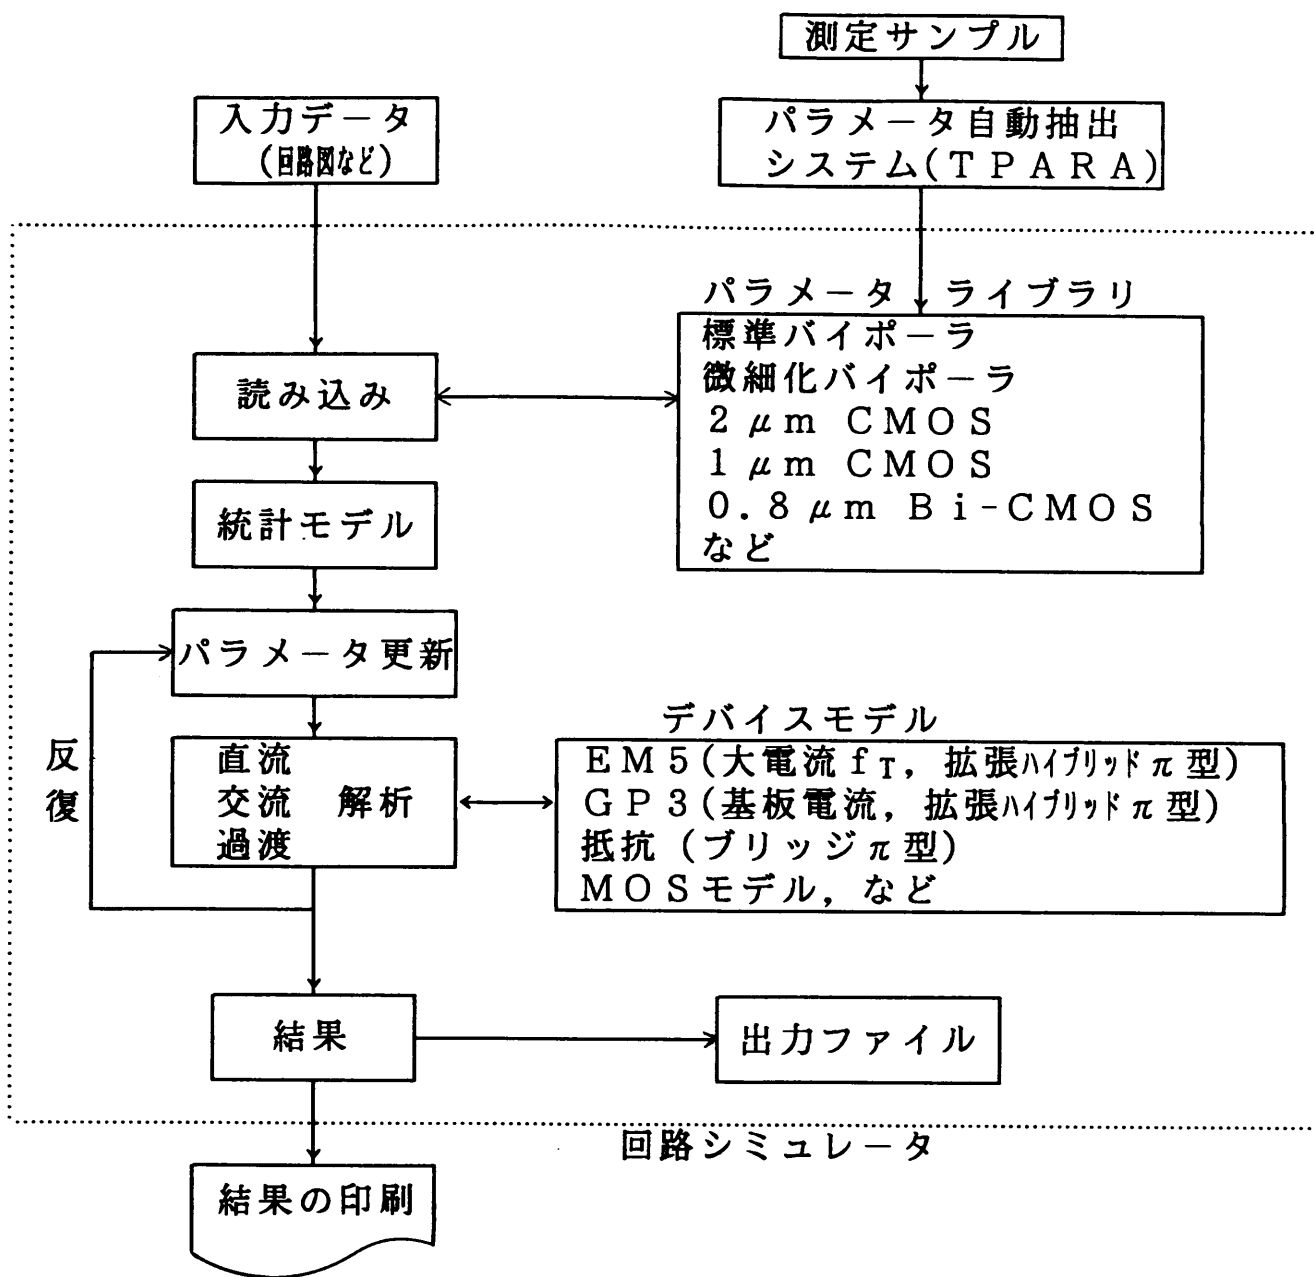 測定サンプル
入力データ
(回路図など)
パラメータ自動抽出
システム(TPARA)
パラメータ ライブラリ
標準バイポーラ
微細化バイポーラ
2μm CMOS
1μm CMOS
0.8μm Bi-CMOS
など
読み込み
統計モデル
パラメータ更新
反復
直流
交流 解析
過渡
デバイスモデル
EM5(大電流fT, 拡張ハイブリッドπ型)
GP3(基板電流, 拡張ハイブリッドπ型)
抵抗(ブリッジπ型)
MOSモデル, など
結果
出力ファイル
回路シミュレータ
結果の印刷